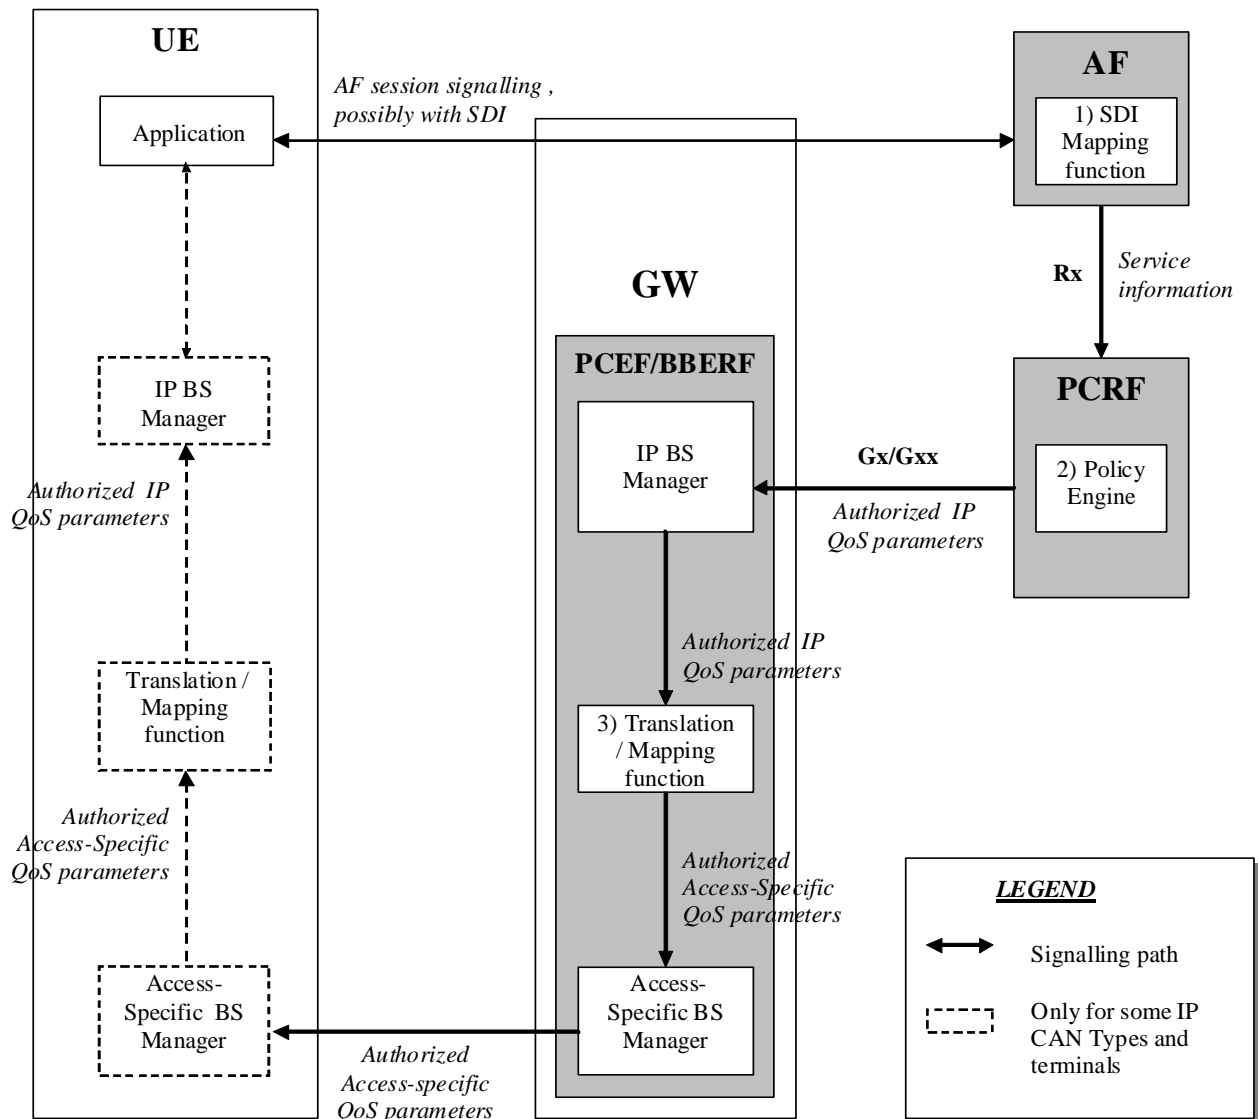 UE
Application
IP BS
Manager
Authorized IP
QoS parameters
Translation /
Mapping
function
Authorized
Access-Specific
QoS parameters
Access-
Specific BS
Manager
AF session signalling ,
possibly with SDI
GW
PCEF/BBERF
IP BS
Manager
Authorized IP
QoS parameters
3) Translation
/ Mapping
function
Authorized
Access-Specific
QoS parameters
Access-
Specific BS
Manager
Authorized
Access-specific
QoS parameters
AF
1) SDI
Mapping
function
Rx
Service
information
PCRF
2) Policy
Engine
Gx/Gxx
Authorized IP
QoS parameters
LEGEND
Signalling path
Only for some IP
CAN Types and
terminals